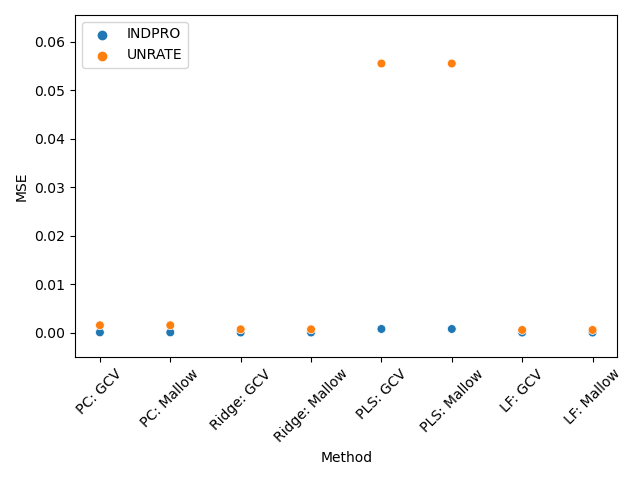 INDPRO
UNRATE
0.06
0.05
0.04
0.03
0.02
0.01
0.00
MSE
PC: GCV
PC: Mallow
Ridge: GCV
Ridge: Mallow
PLS: GCV
PLS: Mallow
LF: GCV
LF: Mallow
Method